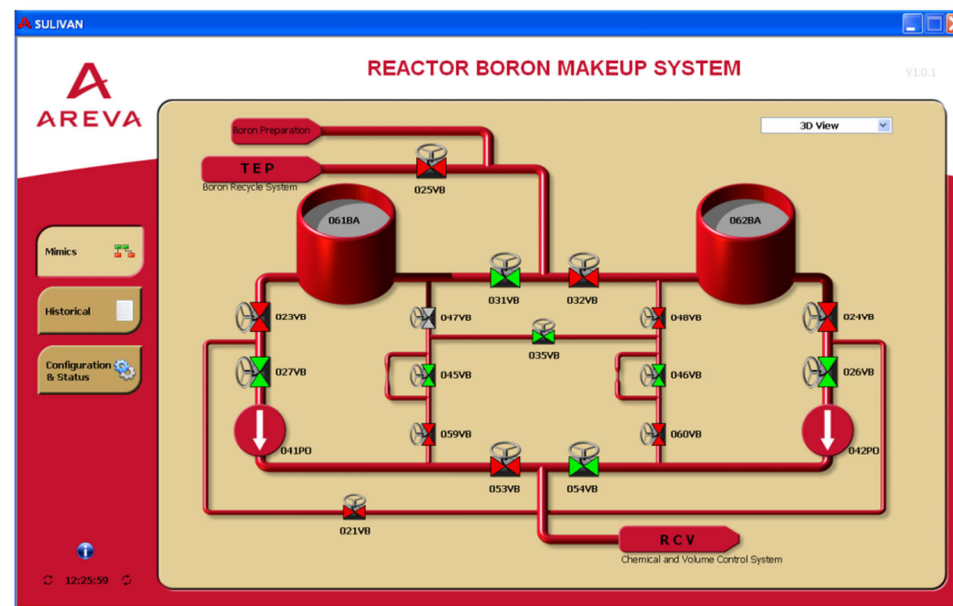 SULIVAN
AREVA
REACTOR BORON MAKEUP SYSTEM
V1.0.1
3D View
Boron Preparation
TEP
Boron Recycle System
025VB
061BA
062BA
Mimics
031VB
032VB
Historical
023VB
047VB
048VB
024VB
035VB
Configuration
& Status
027VB
045VB
046VB
026VB
059VB
060VB
041PO
042PO
053VB
054VB
021VB
RCV
Chemical and Volume Control System
12:25:59